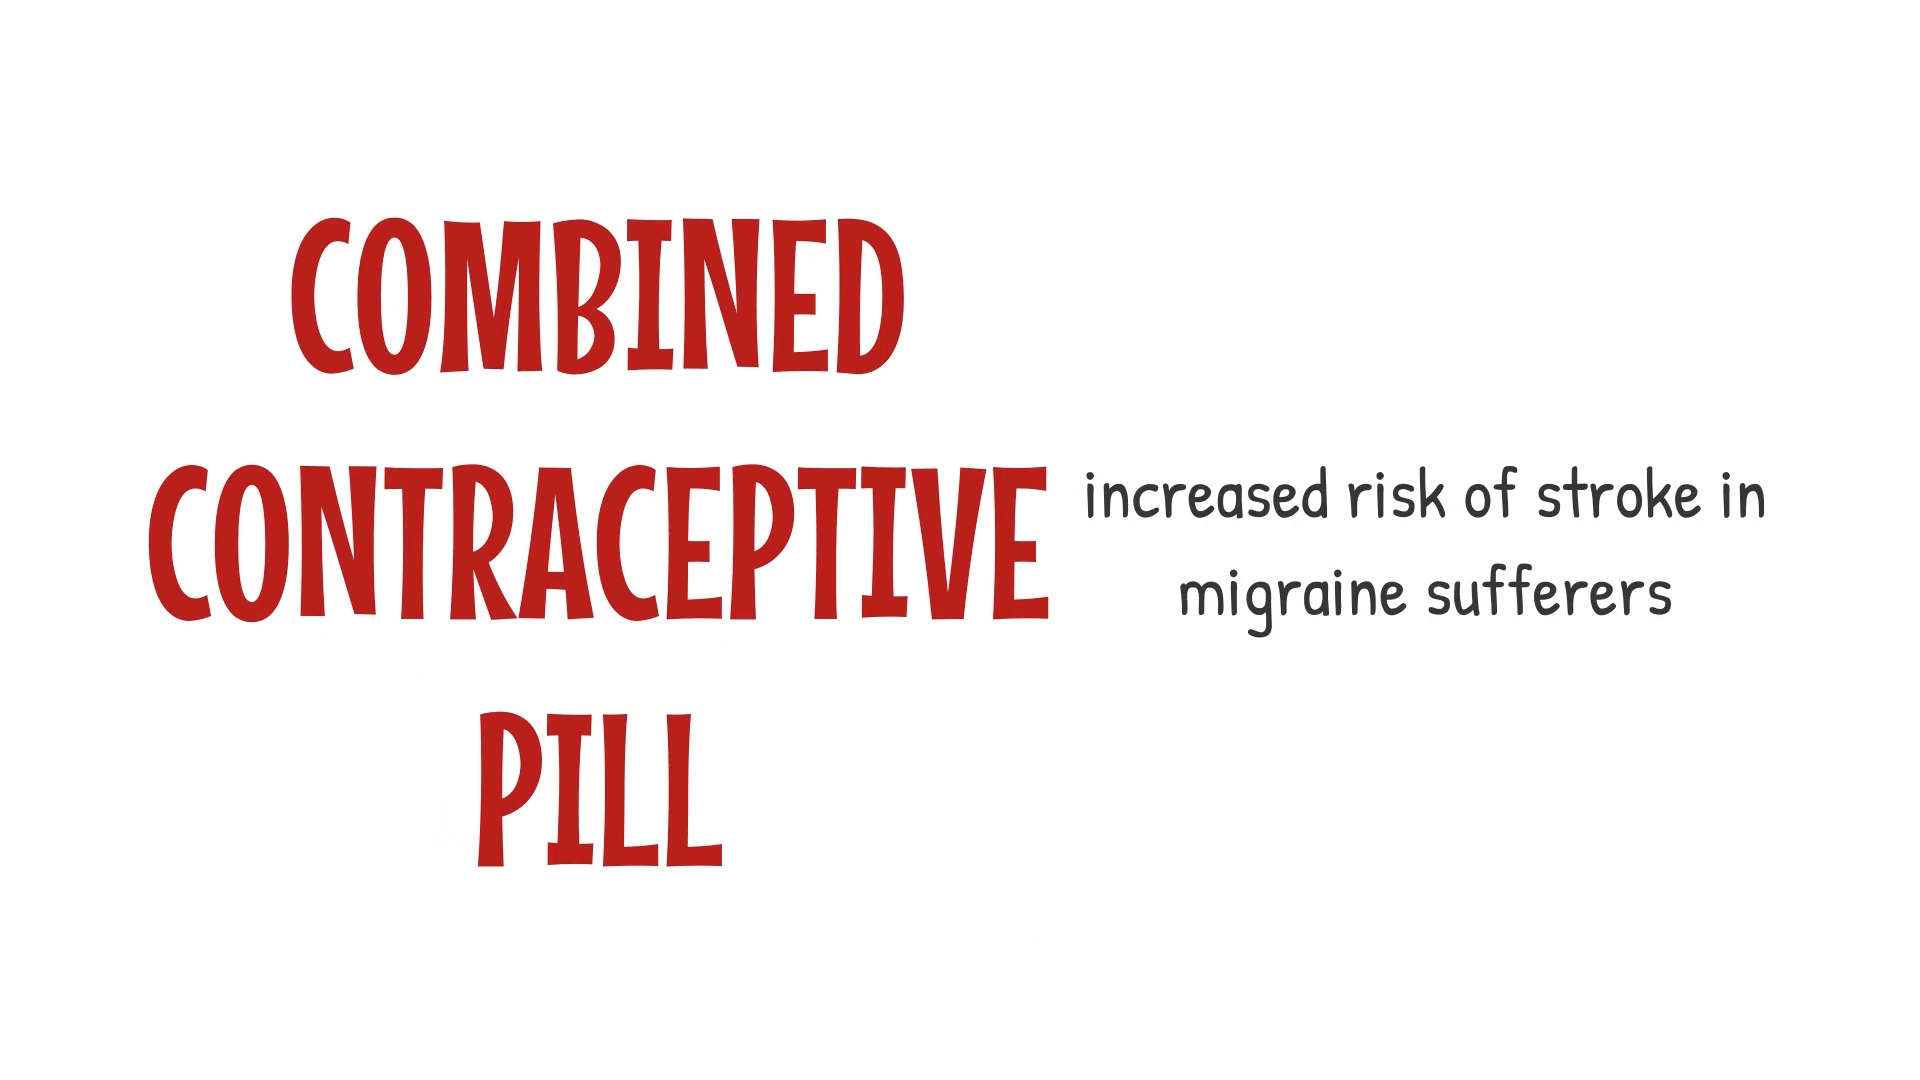 COMBINED
CONTRACEPTIVE
PILL
increased risk of stroke in
migraine sufferers